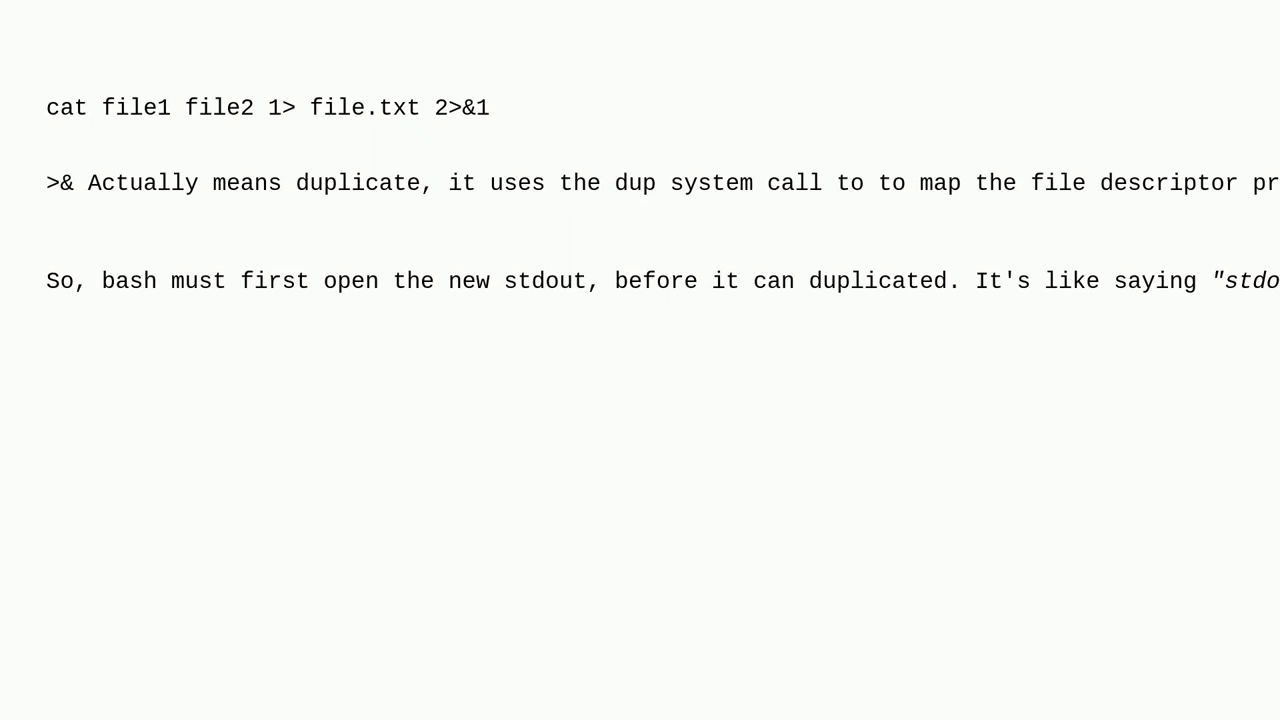 cat file1 file2 1> file.txt 2>&1
>& Actually means duplicate, it uses the dup system call to to map the file descriptor
So, bash must first open the new stdout, before it can duplicated. It's like saying